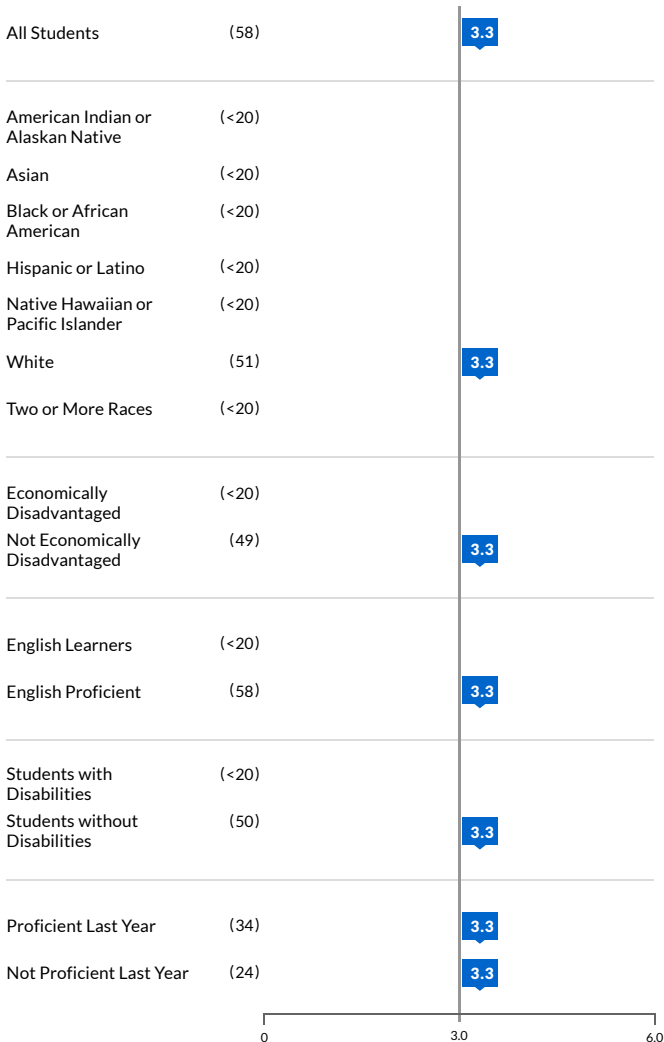 All Students (58) 3.3
American Indian or (<20)
Alaskan Native
Asian (<20)
Black or African (<20)
American
Hispanic or Latino (<20)
Native Hawaiian or (<20)
Pacific Islander
White (51) 3.3
Two or More Races (<20)
Economically (<20)
Disadvantaged
Not Economically (49) 3.3
Disadvantaged
English Learners (<20)
English Proficient (58) 3.3
Students with (<20)
Disabilities
Students without (50) 3.3
Disabilities
Proficient Last Year (34) 3.3
Not Proficient Last Year (24) 3.3
0 3.0 6.0